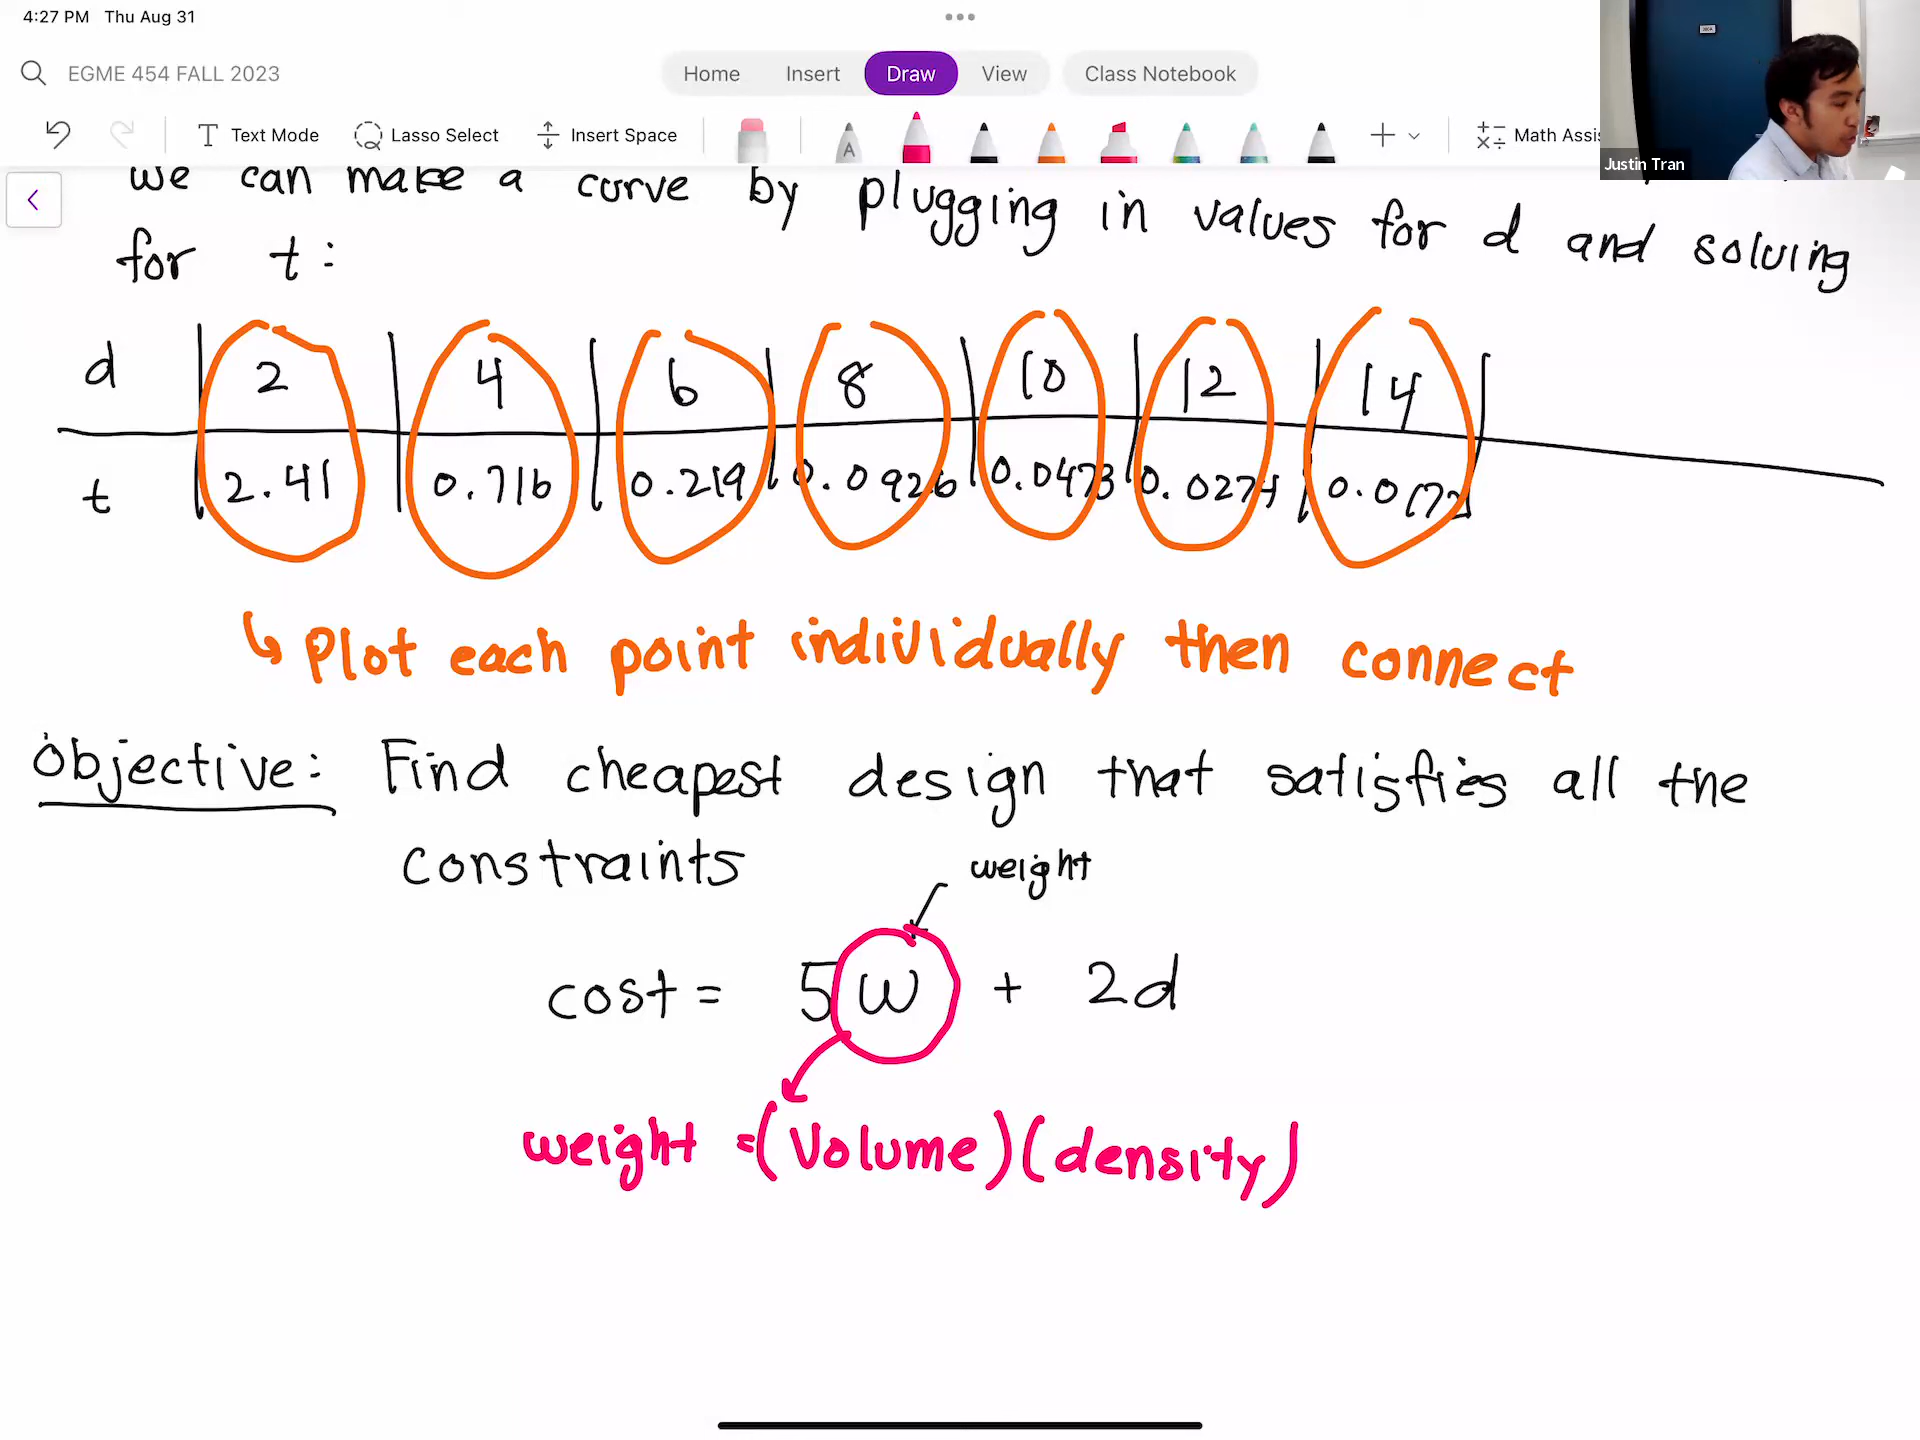 4:27 PM Thu Aug 31
EGME 454 FALL 2023
Home Insert Draw View Class Notebook
Text Mode Lasso Select Insert Space Math Assis
Justin Tran
we can make a curve by plugging in values for d and solving
for t:
d 2 4 6 8 10 12 14
t 2.41 0.716 0.219 0.0926 0.0473 0.0274 0.0172
Plot each point individually then connect
Objective: Find cheapest design that satisfies all the
constraints
weight
cost = 5w + 2d
weight = (Volume)(density)